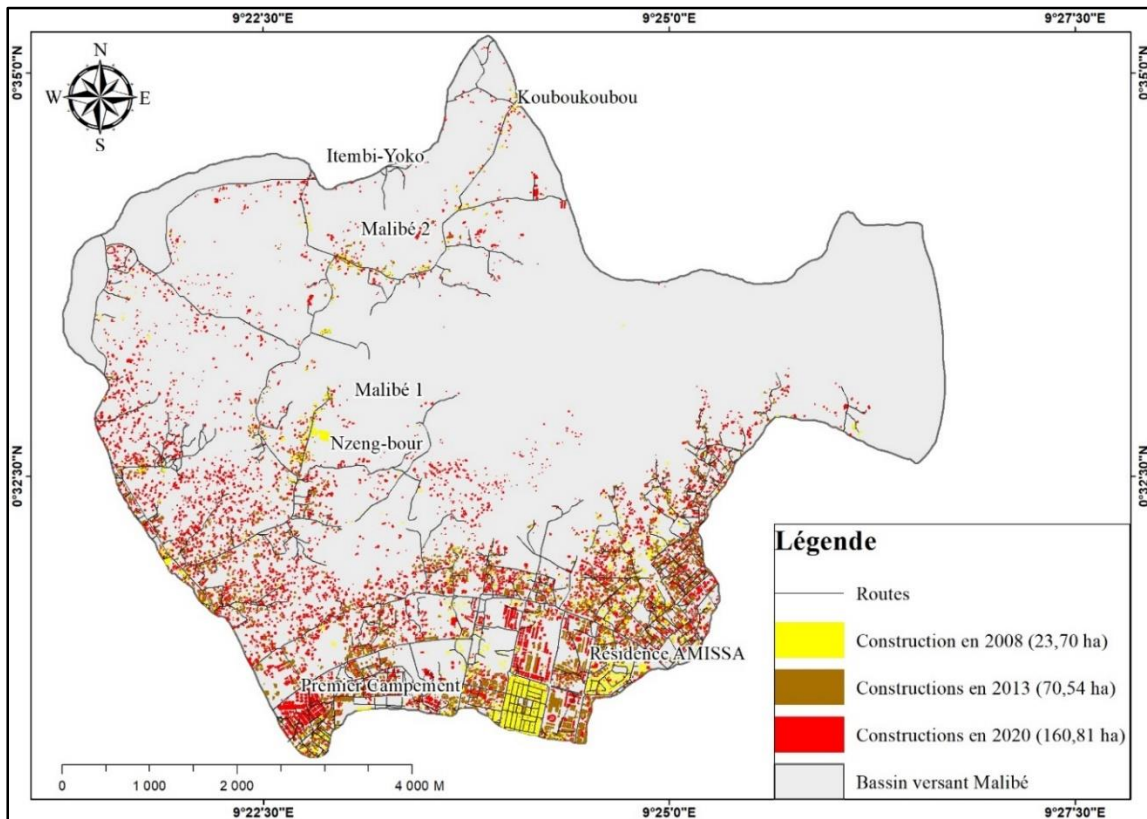 9°22'30"E
9°25'0"E
9°27'30"E
0°35'0"N
0°35'0"N
N
W
E
S
Kouboukoubou
Itembi-Yoko
Malibé 2
Malibé 1
Nzeng-bour
0°32'30"N
0°32'30"N
Résidence AMISSA
Premier Campement
Légende
Routes
Construction en 2008 (23,70 ha)
Constructions en 2013 (70,54 ha)
Constructions en 2020 (160,81 ha)
Bassin versant Malibé
0
1 000
2 000
4 000 M
9°22'30"E
9°25'0"E
9°27'30"E